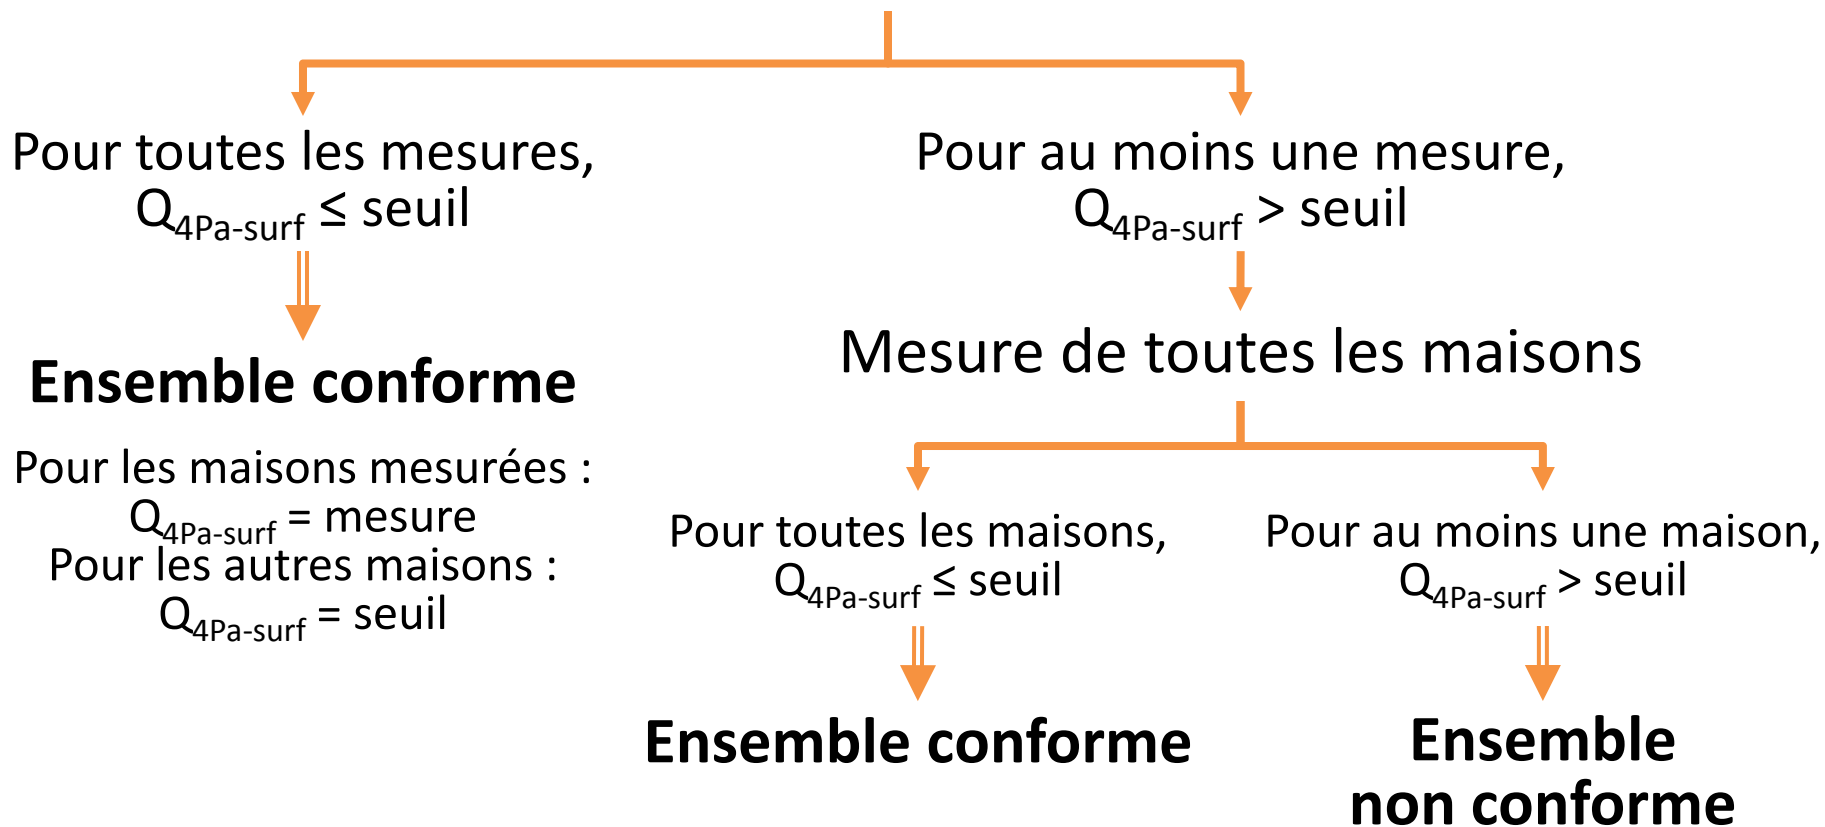 Pour toutes les mesures,
Q4Pa-surf ≤ seuil
Ensemble conforme
Pour les maisons mesurées :
Q4Pa-surf = mesure
Pour les autres maisons :
Q4Pa-surf = seuil
Pour au moins une mesure,
Q4Pa-surf > seuil
Mesure de toutes les maisons
Pour toutes les maisons,
Q4Pa-surf ≤ seuil
Ensemble conforme
Pour au moins une maison,
Q4Pa-surf > seuil
Ensemble
non conforme